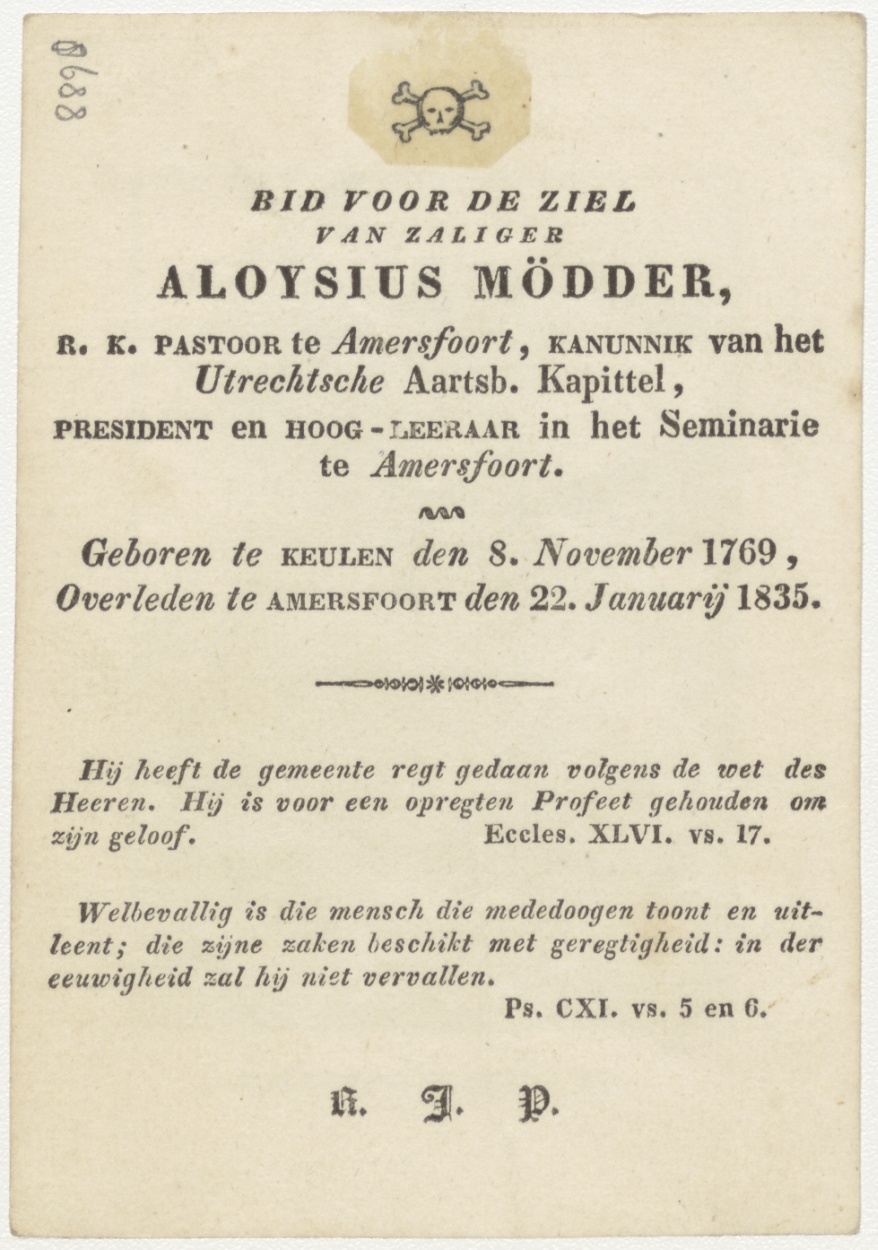 0688
BID VOOR DE ZIEL
VAN ZALIGER
ALOYSIUS MÖDDER,
R. K. PASTOOR te Amersfoort, KANUNNIK van het
Utrechtsche Aartsb. Kapittel,
PRESIDENT en HOOG-LEERAAR in het Seminarie
te Amersfoort.
Geboren te KEULEN den 8. November 1769,
Overleden te AMERSFOORT den 22. Januarij 1835.
Hij heeft de gemeente regt gedaan volgens de wet des
Heeren. Hij is voor een opregten Profeet gehouden om
zijn geloof. Eccles. XLVI. vs. 17.
Welbevallig is die mensch die mededoogen toont en uit-
leent; die zijne zaken beschikt met geregtigheid: in der
eeuwigheid zal hij niet vervallen.
Ps. CXI. vs. 5 en 6.
R. I. P.